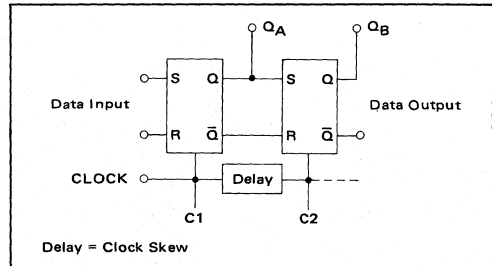 Q_A Q_B
S Q S Q
Data Input Data Output
R Q̅ R Q̅
CLOCK Delay
C1 C2
Delay = Clock Skew